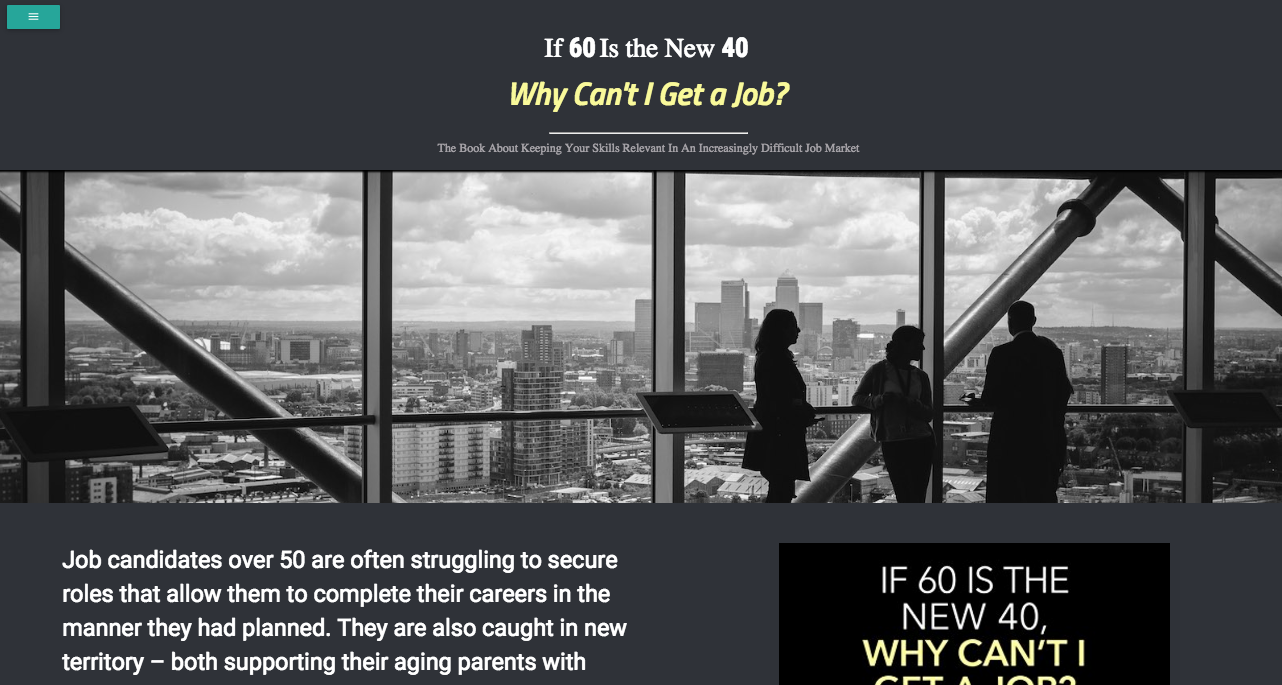 If 60 Is the New 40
Why Can't I Get a Job?
The Book About Keeping Your Skills Relevant In An Increasingly Difficult Job Market
Job candidates over 50 are often struggling to secure
roles that allow them to complete their careers in the
manner they had planned. They are also caught in new
territory – both supporting their aging parents with
IF 60 IS THE
NEW 40,
WHY CAN'T I
GET A JOB?